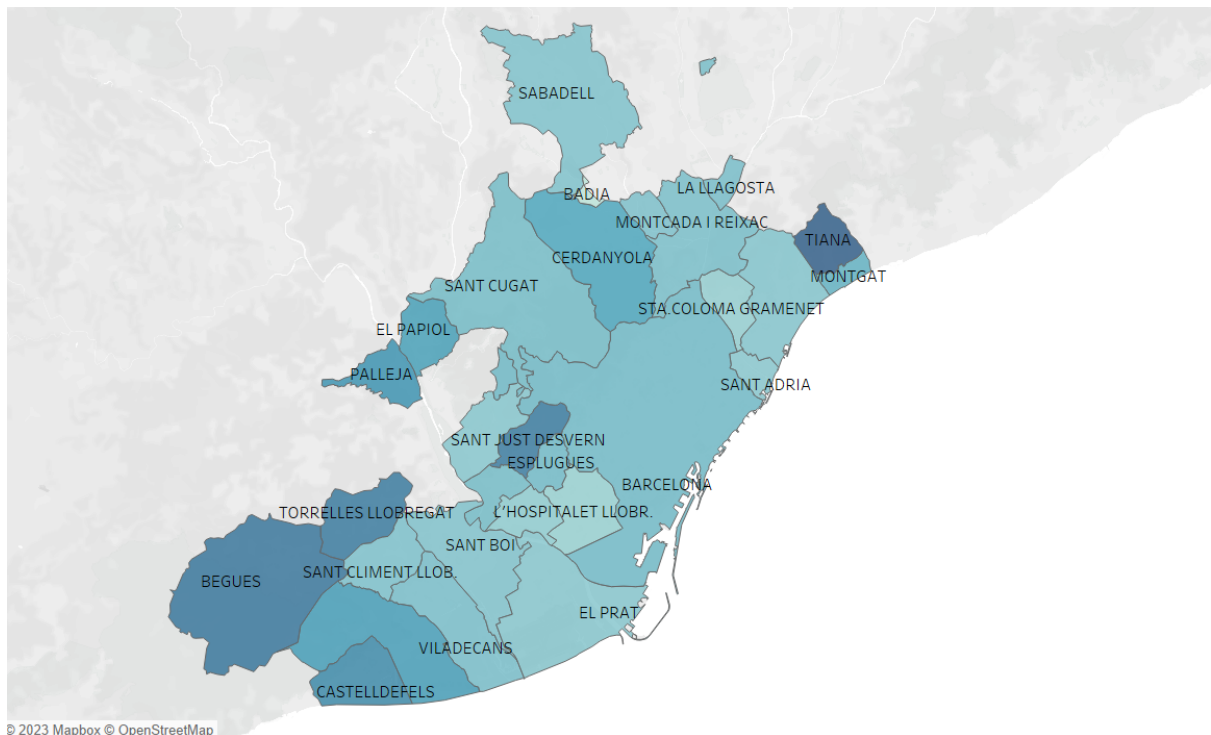 SABADELL
BADIA
LA LLAGOSTA
MONTCADA I REIXAC
TIANA
CERDANYOLA
MONTGAT
SANT CUGAT
STA.COLOMA GRAMENET
EL PAPIOL
PALLEJA
SANT ADRIA
SANT JUST DESVERN
ESPLUGUES
BARCELONA
TORRELLES LLOBREGAT
L'HOSPITALET LLOBR.
SANT BOI
SANT CLIMENT LLOB.
BEGUES
EL PRAT
VILADECANS
CASTELLDEFELS
© 2023 Mapbox © OpenStreetMap